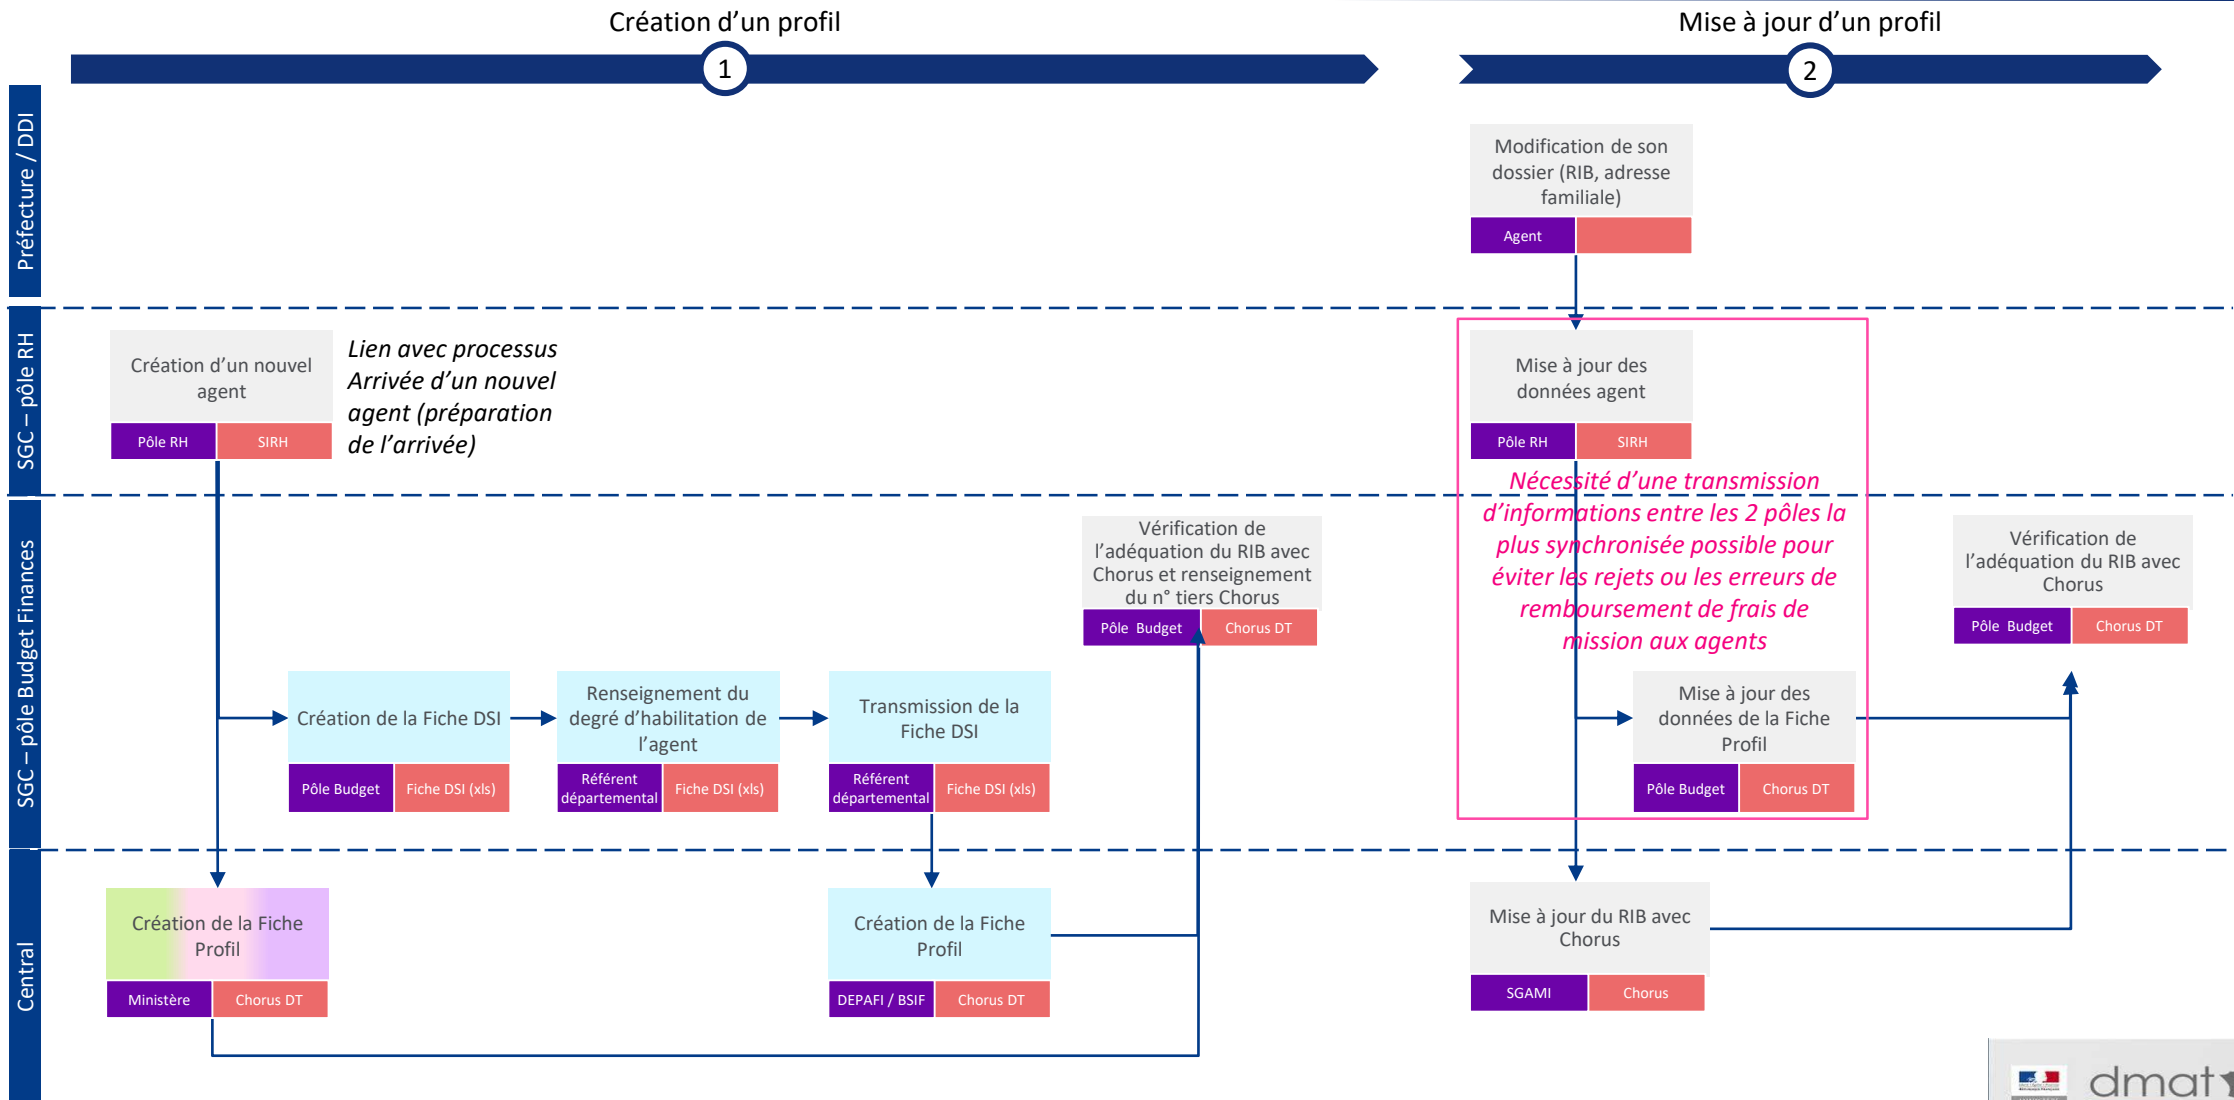 Création d’un profil
Mise à jour d’un profil
1
2
Préfecture / DDI
Modification de son
dossier (RIB, adresse
familiale)
Agent
SGC – pôle RH
Création d’un nouvel
agent
Pôle RH
SIRH
Lien avec processus
Arrivée d’un nouvel
agent (préparation
de l’arrivée)
Mise à jour des
données agent
Pôle RH
SIRH
Nécessité d’une transmission
d’informations entre les 2 pôles la
plus synchronisée possible pour
éviter les rejets ou les erreurs de
remboursement de frais de
mission aux agents
SGC – pôle Budget Finances
Vérification de
l’adéquation du RIB avec
Chorus et renseignement
du n° tiers Chorus
Pôle Budget
Chorus DT
Vérification de
l’adéquation du RIB avec
Chorus
Pôle Budget
Chorus DT
Création de la Fiche DSI
Pôle Budget
Fiche DSI (xls)
Renseignement du
degré d’habilitation de
l’agent
Référent
départemental
Fiche DSI (xls)
Transmission de la
Fiche DSI
Référent
départemental
Fiche DSI (xls)
Mise à jour des
données de la Fiche
Profil
Pôle Budget
Chorus DT
Central
Création de la Fiche
Profil
Ministère
Chorus DT
Création de la Fiche
Profil
DEPAFI / BSIF
Chorus DT
Mise à jour du RIB avec
Chorus
SGAMI
Chorus
dmat